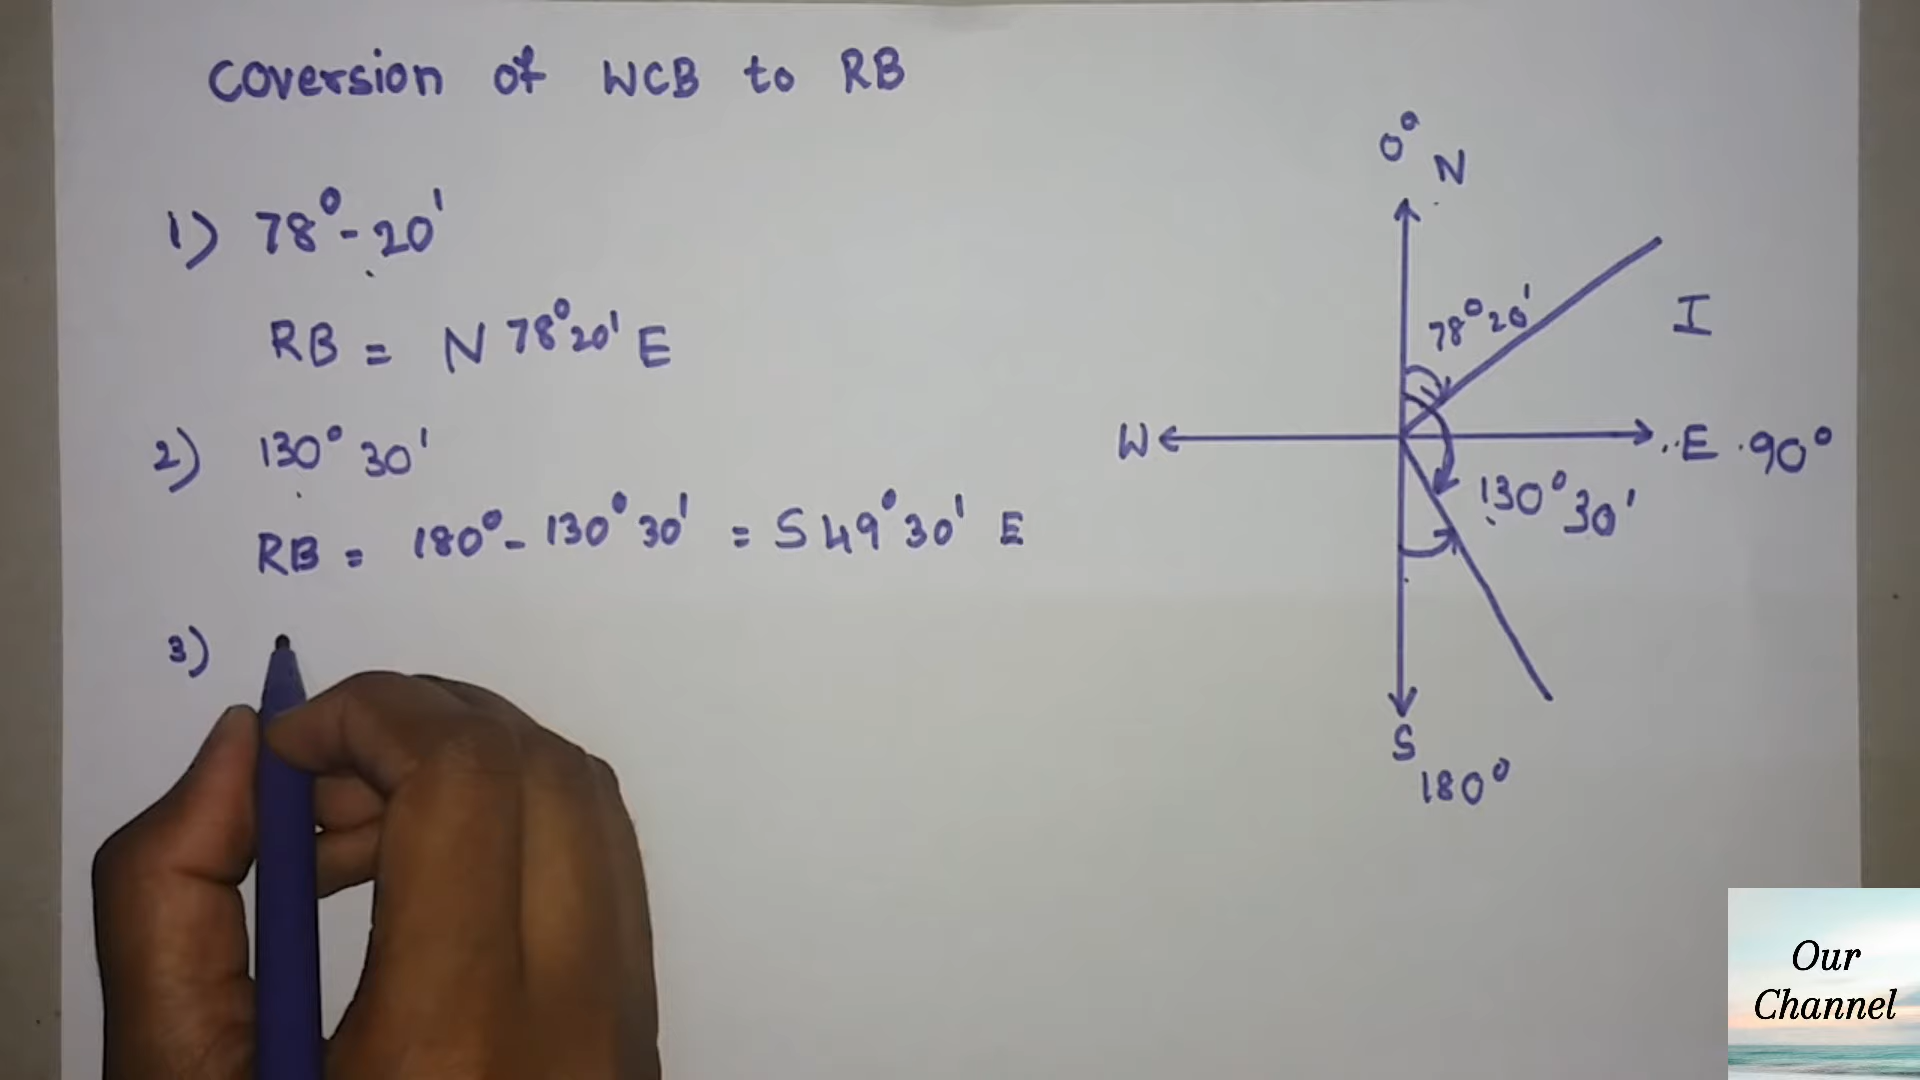 Coversion of WCB to RB
1) 78°-20'
RB = N 78°20' E
2) 130° 30'
RB = 180° - 130° 30' = S 49° 30' E
3)
0°
N
78°20'
I
W
E 90°
130° 30'
S
180°
Our
Channel